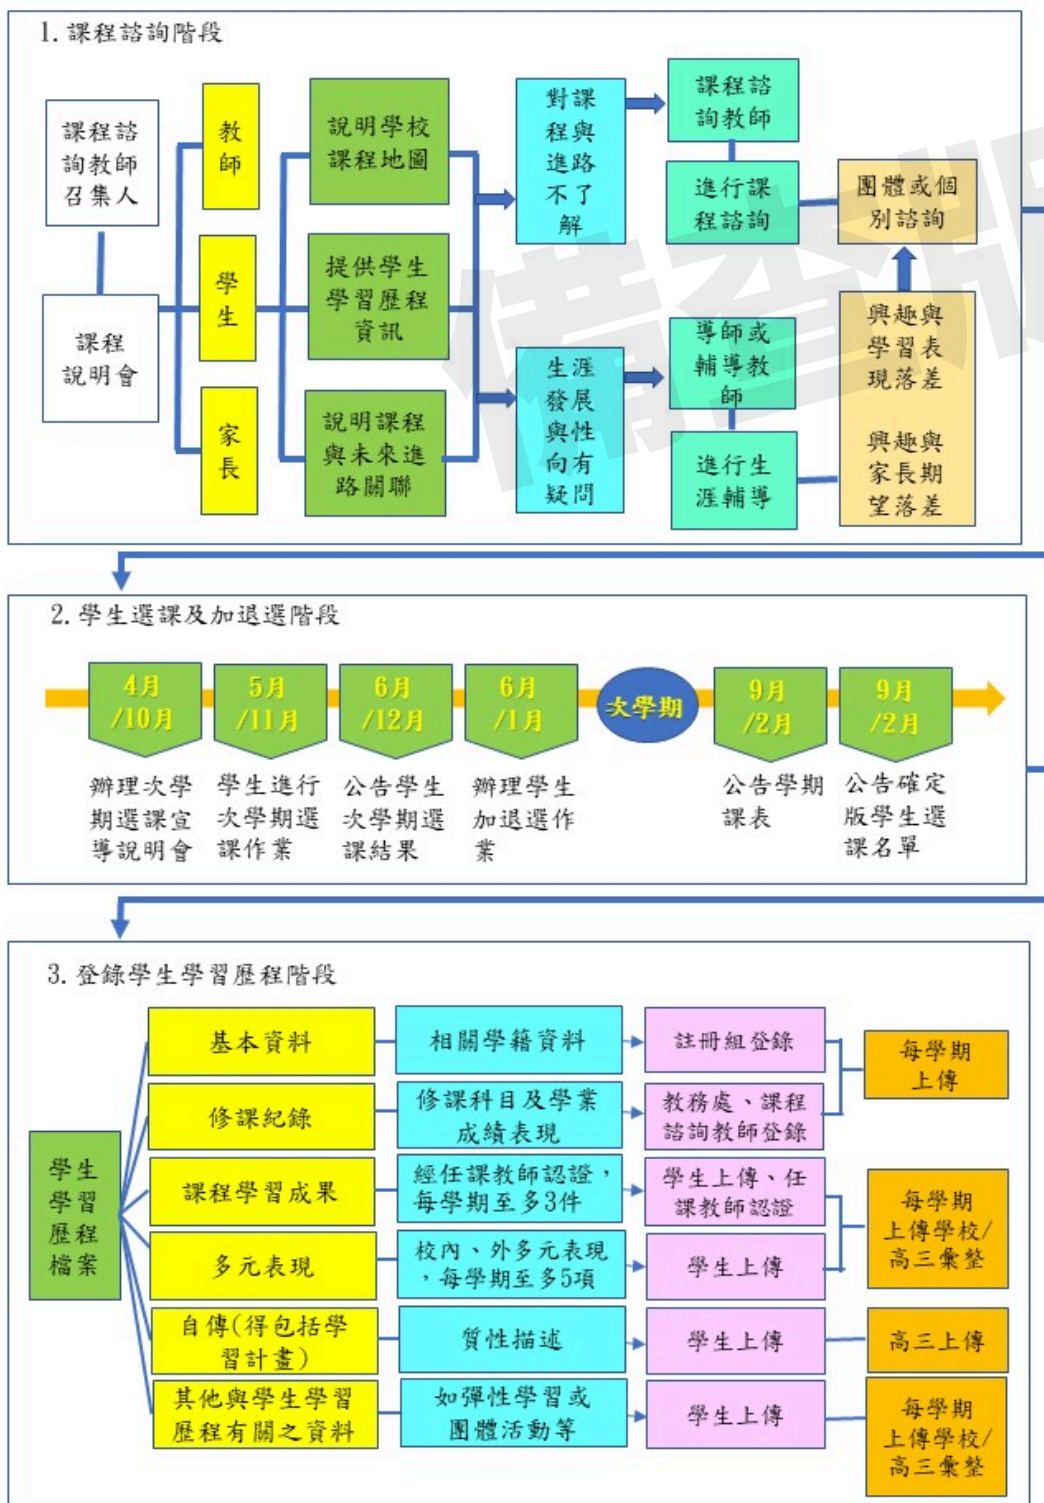 1. 課程諮詢階段
課程諮
詢教師
召集人
課程
說明會
教
師
學
生
家
長
說明學校
課程地圖
提供學生
學習歷程
資訊
說明課程
與未來進
路關聯
對課
程與
進路
不了
解
生涯
發展
與性
向有
疑問
課程諮
詢教師
進行課
程諮詢
導師或
輔導教
師
進行生
涯輔導
團體或個
別諮詢
興趣與
學習表
現落差
興趣與
家長期
望落差
備查版
2. 學生選課及加退選階段
4月
/10月
辦理次學
期選課宣
導說明會
5月
/11月
學生進行
次學期選
課作業
6月
/12月
公告學生
次學期選
課結果
6月
/1月
辦理學生
加退選作
業
次學期
9月
/2月
公告學期
課表
9月
/2月
公告確定
版學生選
課名單
3. 登錄學生學習歷程階段
學生
學習
歷程
檔案
基本資料
相關學籍資料
註冊組登錄
修課紀錄
修課科目及學業
成績表現
教務處、課程
諮詢教師登錄
每學期
上傳
課程學習成果
經任課教師認證，
每學期至多3件
學生上傳、任
課教師認證
多元表現
校內、外多元表現
，每學期至多5項
學生上傳
每學期
上傳學校/
高三彙整
自傳(得包括學
習計畫)
質性描述
學生上傳
高三上傳
其他與學生學習
歷程有關之資料
如彈性學習或
團體活動等
學生上傳
每學期
上傳學校/
高三彙整